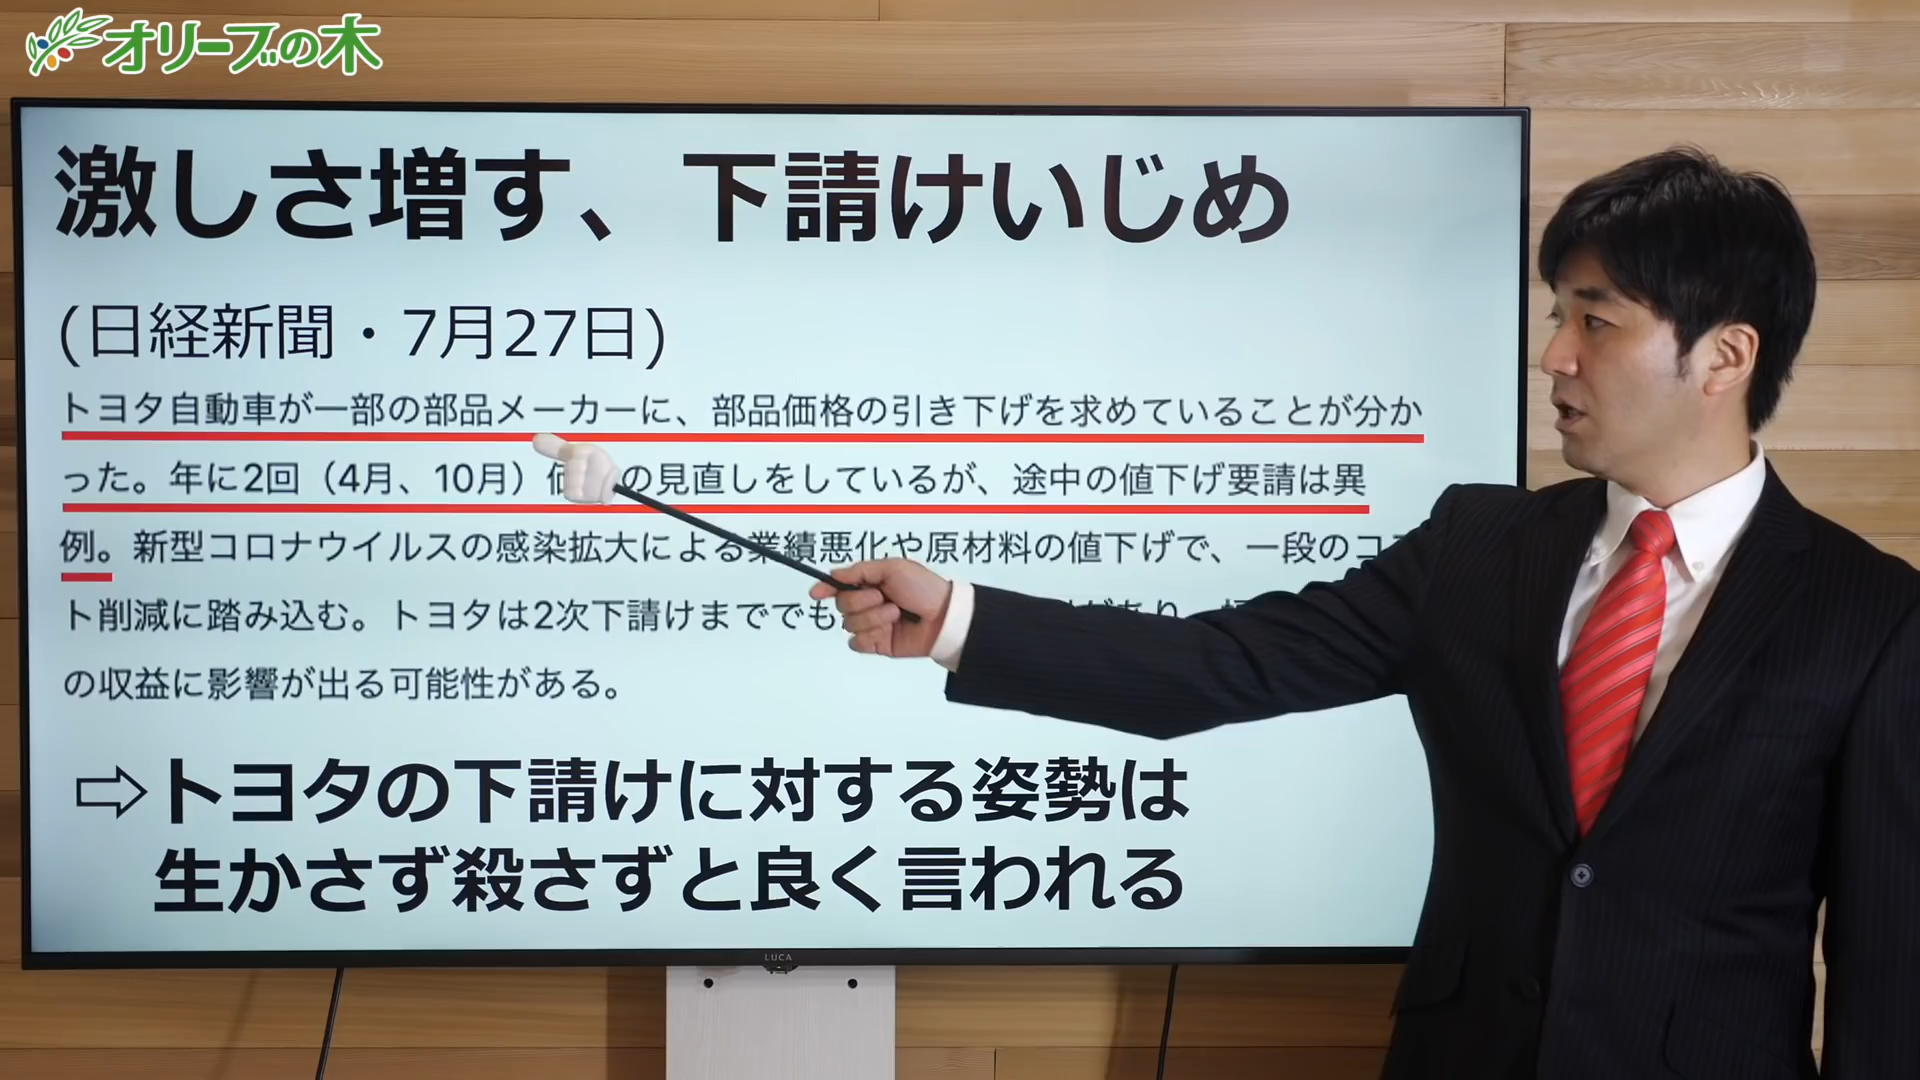 オリーブの木
激しさ増す、下請けいじめ
(日経新聞・7月27日)
トヨタ自動車が一部の部品メーカーに、部品価格の引き下げを求めていることが分か
った。年に2回（4月、10月）の見直しをしているが、途中の値下げ要請は異
例。新型コロナウイルスの感染拡大による業績悪化や原材料の値下げで、一段のコス
ト削減に踏み込む。トヨタは2次下請けまででも
の収益に影響が出る可能性がある。
⇨トヨタの下請けに対する姿勢は
生かさず殺さずと良く言われる
LUCA